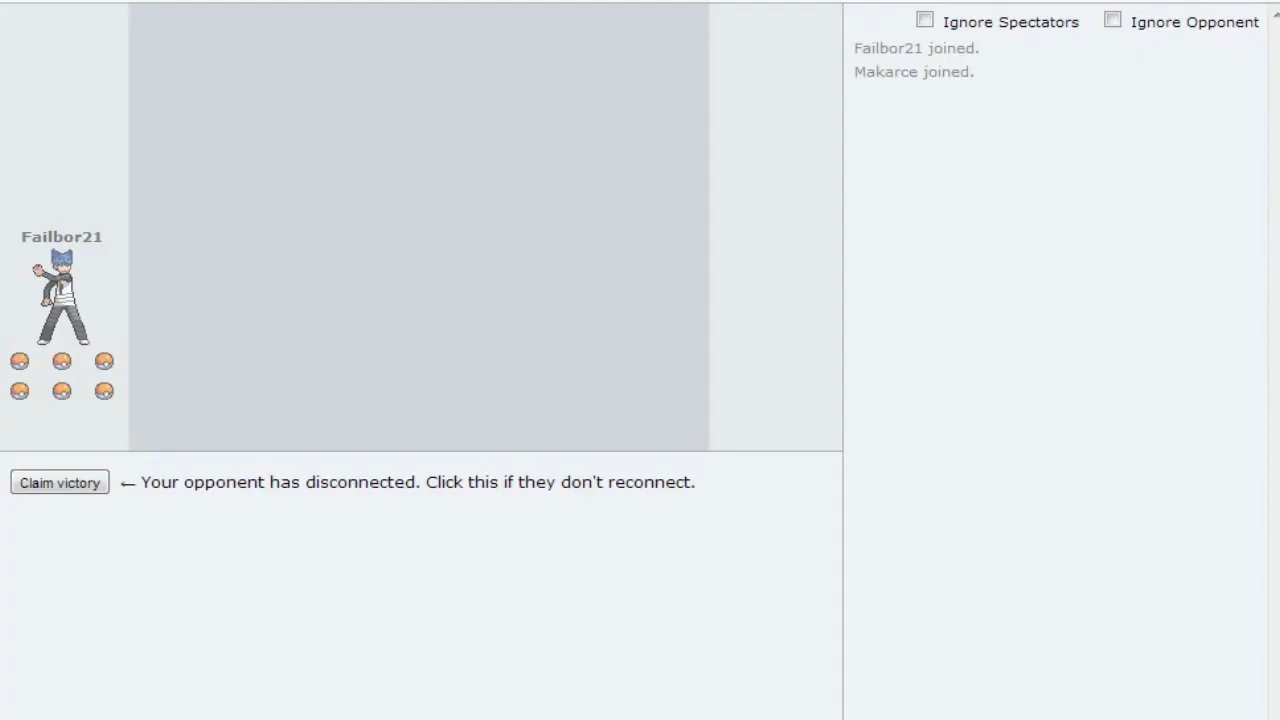 Ignore Spectators
Ignore Opponent
Failbor21 joined.
Makarce joined.
Failbor21
Claim victory
← Your opponent has disconnected. Click this if they don't reconnect.